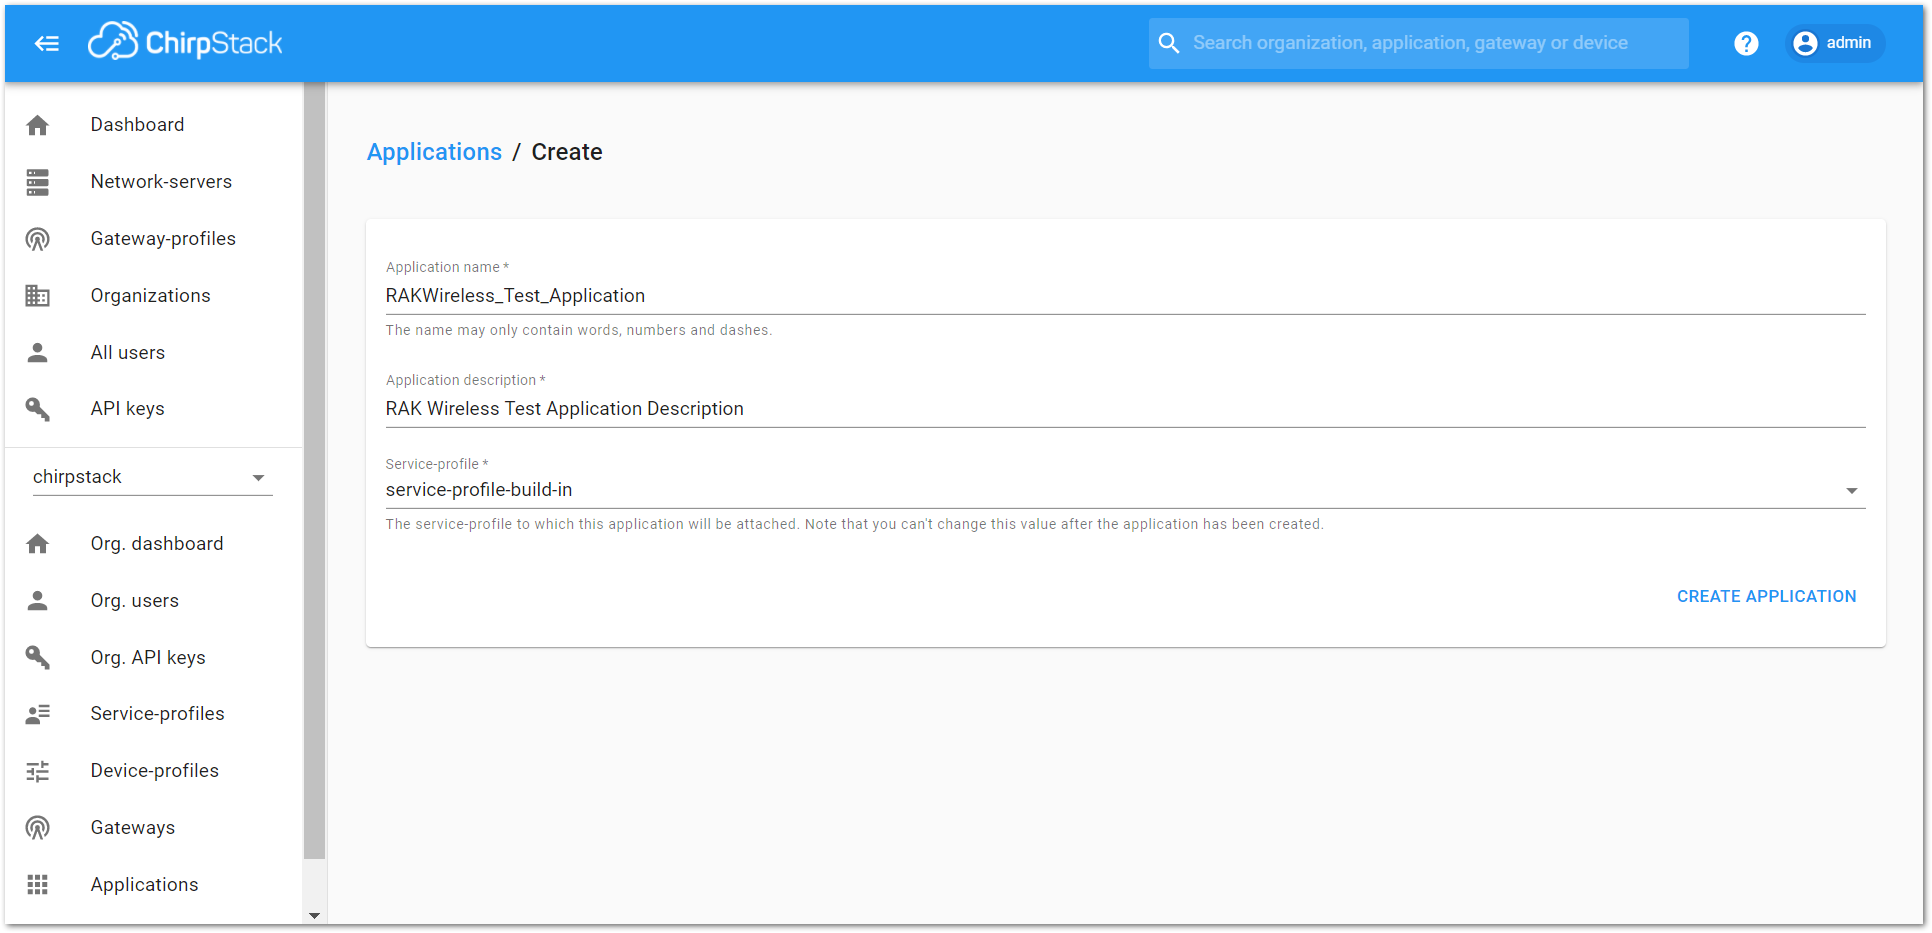 ChirpStack
Search organization, application, gateway or device
? admin
Dashboard
Network-servers
Gateway-profiles
Organizations
All users
API keys
chirpstack
Org. dashboard
Org. users
Org. API keys
Service-profiles
Device-profiles
Gateways
Applications
Applications / Create
Application name *
RAKWireless_Test_Application
The name may only contain words, numbers and dashes.
Application description *
RAK Wireless Test Application Description
Service-profile *
service-profile-build-in
The service-profile to which this application will be attached. Note that you can't change this value after the application has been created.
CREATE APPLICATION